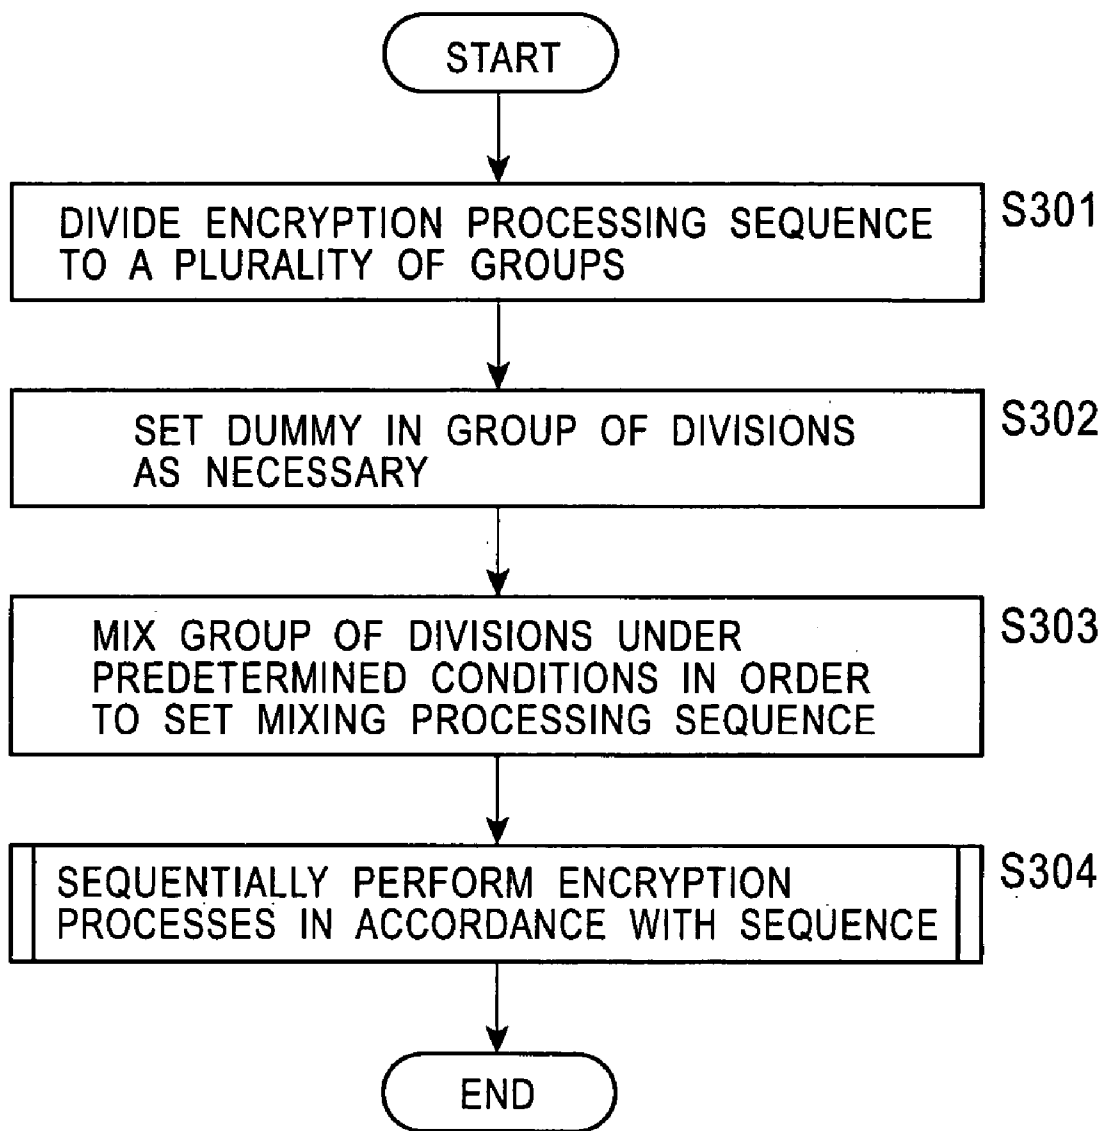 START
DIVIDE ENCRYPTION PROCESSING SEQUENCE
TO A PLURALITY OF GROUPS
S301
SET DUMMY IN GROUP OF DIVISIONS
AS NECESSARY
S302
MIX GROUP OF DIVISIONS UNDER
PREDETERMINED CONDITIONS IN ORDER
TO SET MIXING PROCESSING SEQUENCE
S303
SEQUENTIALLY PERFORM ENCRYPTION
PROCESSES IN ACCORDANCE WITH SEQUENCE
S304
END